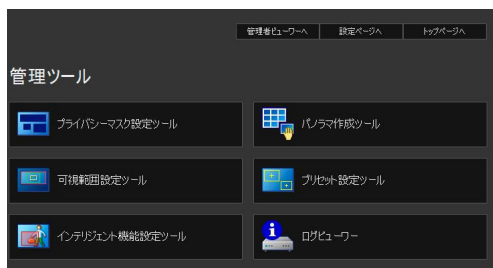 管理者ビューワーへ 設定ページへ トップページへ
管理ツール
プライバシーマスク設定ツール パノラマ作成ツール
可視範囲設定ツール プリセット設定ツール
インテリジェント機能設定ツール ログビューワー